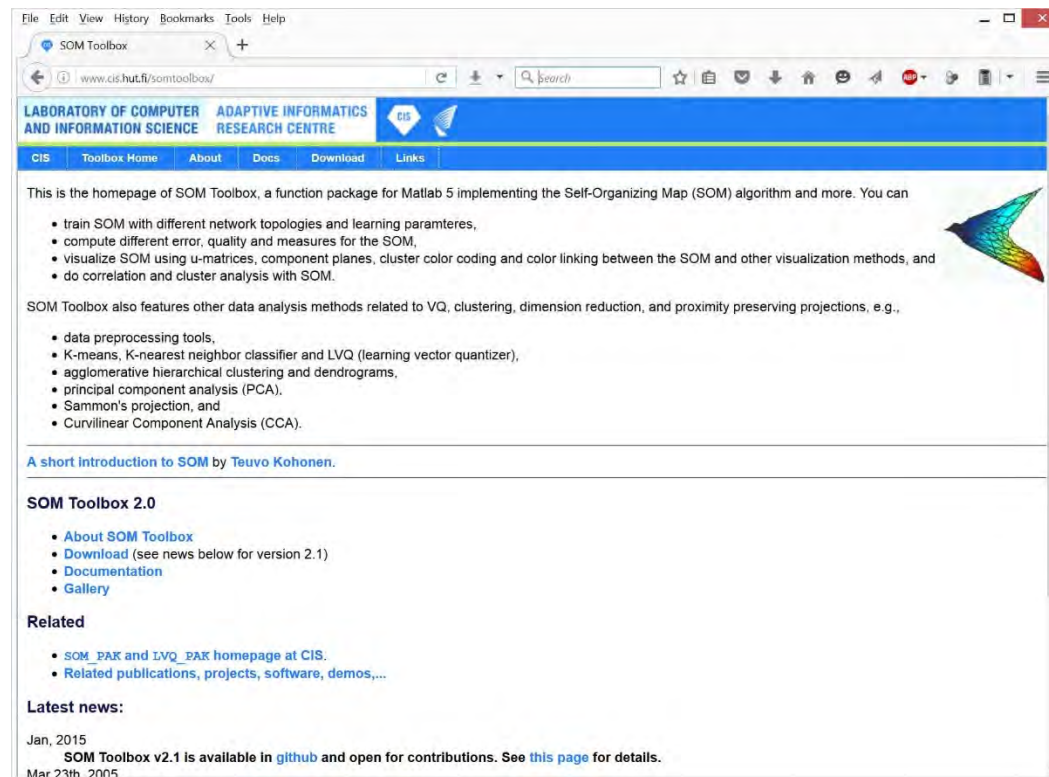 File Edit View History Bookmarks Tools Help
SOM Toolbox
www.cis.hut.fi/somtoolbox/
Search
ABP
LABORATORY OF COMPUTER AND INFORMATION SCIENCE
ADAPTIVE INFORMATICS RESEARCH CENTRE
CIS
CIS Toolbox Home About Docs Download Links
This is the homepage of SOM Toolbox, a function package for Matlab 5 implementing the Self-Organizing Map (SOM) algorithm and more. You can
• train SOM with different network topologies and learning paramteres,
• compute different error, quality and measures for the SOM,
• visualize SOM using u-matrices, component planes, cluster color coding and color linking between the SOM and other visualization methods, and
• do correlation and cluster analysis with SOM.
SOM Toolbox also features other data analysis methods related to VQ, clustering, dimension reduction, and proximity preserving projections, e.g.,
• data preprocessing tools,
• K-means, K-nearest neighbor classifier and LVQ (learning vector quantizer),
• agglomerative hierarchical clustering and dendrograms,
• principal component analysis (PCA),
• Sammon's projection, and
• Curvilinear Component Analysis (CCA).
A short introduction to SOM by Teuvo Kohonen.
SOM Toolbox 2.0
• About SOM Toolbox
• Download (see news below for version 2.1)
• Documentation
• Gallery
Related
• SOM_PAK and LVQ_PAK homepage at CIS.
• Related publications, projects, software, demos,...
Latest news:
Jan, 2015
SOM Toolbox v2.1 is available in github and open for contributions. See this page for details.
Mar 23th, 2005